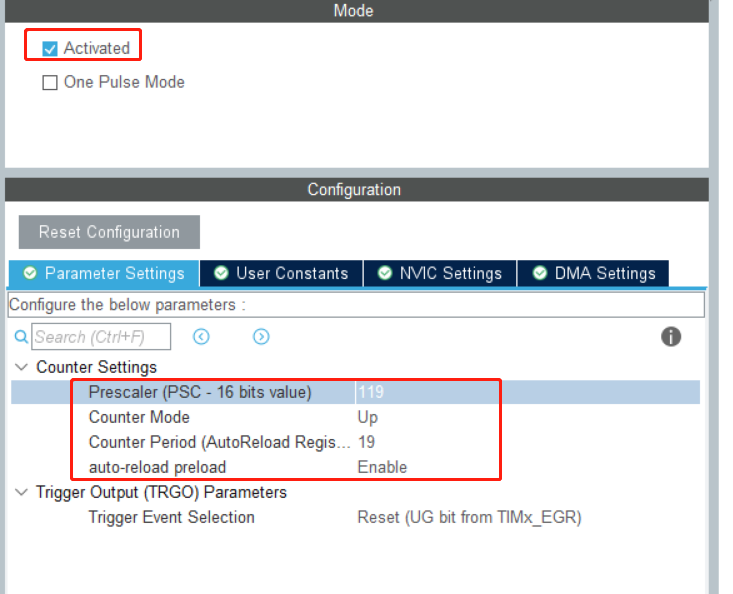 Mode
Activated
One Pulse Mode
Configuration
Reset Configuration
Parameter Settings User Constants NVIC Settings DMA Settings
Configure the below parameters :
Search (Ctrl+F)
Counter Settings
Prescaler (PSC - 16 bits value) 119
Counter Mode Up
Counter Period (AutoReload Regis... 19
auto-reload preload Enable
Trigger Output (TRGO) Parameters
Trigger Event Selection Reset (UG bit from TIMx_EGR)